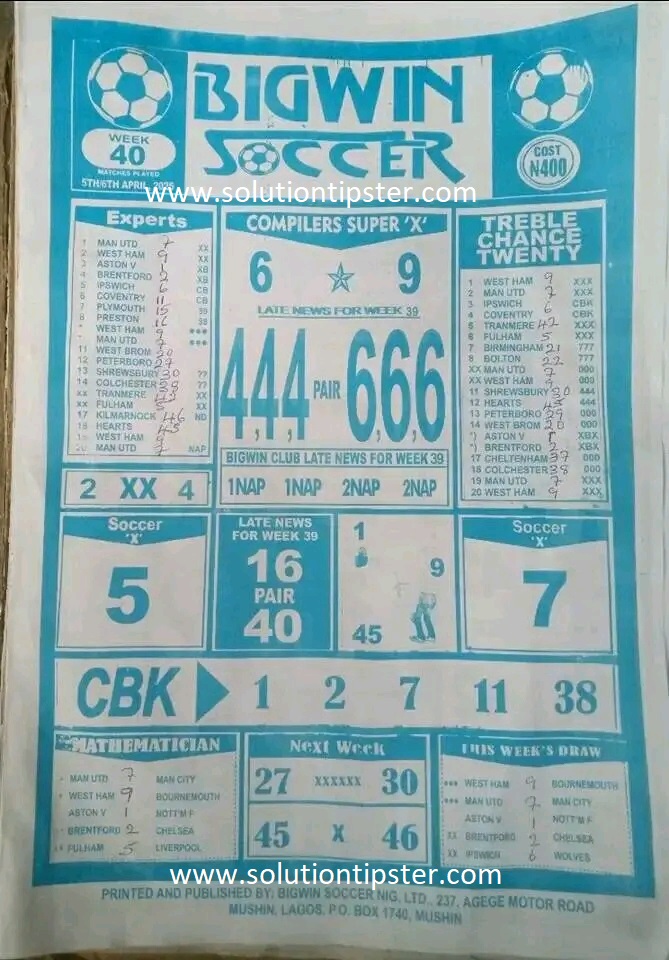 BIGWIN
SOCCER
WEEK
40
MATCHES PLAYED
5TH/6TH APRIL, 2025
COST
N400
www.solutiontipster.com
Experts
1 MAN UTD 7 XX
2 WEST HAM 9 XX
3 ASTON V 1 XB
4 BRENTFORD 2 XB
5 IPSWICH 6 CB
6 COVENTRY 11 CB
7 PLYMOUTH 15 39
8 PRESTON 16 38
* WEST HAM 9 ***
MAN UTD 7 ***
11 WEST BROM 20
12 PETERBORO 27
13 SHREWSBURY 30 ??
14 COLCHESTER ??
xx TRANMERE 42 XX
xx FULHAM 5 XX
17 KILMARNOCK 46 ND
18 HEARTS 45
19 WEST HAM 9
20 MAN UTD 7 NAP
2 XX 4
COMPILERS SUPER 'X'
6 9
LATE NEWS FOR WEEK 39
4,4,4 PAIR 6,6,6
BIGWIN CLUB LATE NEWS FOR WEEK 39
1NAP 1NAP 2NAP 2NAP
TREBLE
CHANCE
TWENTY
1 WEST HAM 9 XXX
2 MAN UTD 7 XXX
3 IPSWICH 6 CBK
4 COVENTRY CBK
5 TRANMERE 42 XXX
6 FULHAM 5 XXX
7 BIRMINGHAM 21 777
8 BOLTON 22 777
XX MAN UTD 7 000
XX WEST HAM 9 000
11 SHREWSBURY 30 444
12 HEARTS 45 444
13 PETERBORO 29 000
14 WEST BROM 20 000
*) ASTON V 1 XBX
*) BRENTFORD 2 XBX
17 CHELTENHAM 37 000
18 COLCHESTER 38 000
19 MAN UTD 7 XXX
20 WEST HAM 9 XXX
Soccer
'X'
5
LATE NEWS
FOR WEEK 39
16
PAIR
40
1
9
45
Soccer
'X'
7
CBK 1 2 7 11 38
MATHEMATICIAN
MAN UTD 7 MAN CITY
WEST HAM 9 BOURNEMOUTH
ASTON V 1 NOTT'M F
BRENTFORD 2 CHELSEA
FULHAM 5 LIVERPOOL
Next Week
27 XXXXXX 30
45 X 46
THIS WEEK'S DRAW
*** WEST HAM 9 BOURNEMOUTH
*** MAN UTD 7 MAN CITY
ASTON V 1 NOTT'M F
XX BRENTFORD 2 CHELSEA
XX IPSWICH 6 WOLVES
www.solutiontipster.com
PRINTED AND PUBLISHED BY: BIGWIN SOCCER NIG. LTD., 237, AGEGE MOTOR ROAD
MUSHIN, LAGOS, P.O. BOX 1740, MUSHIN